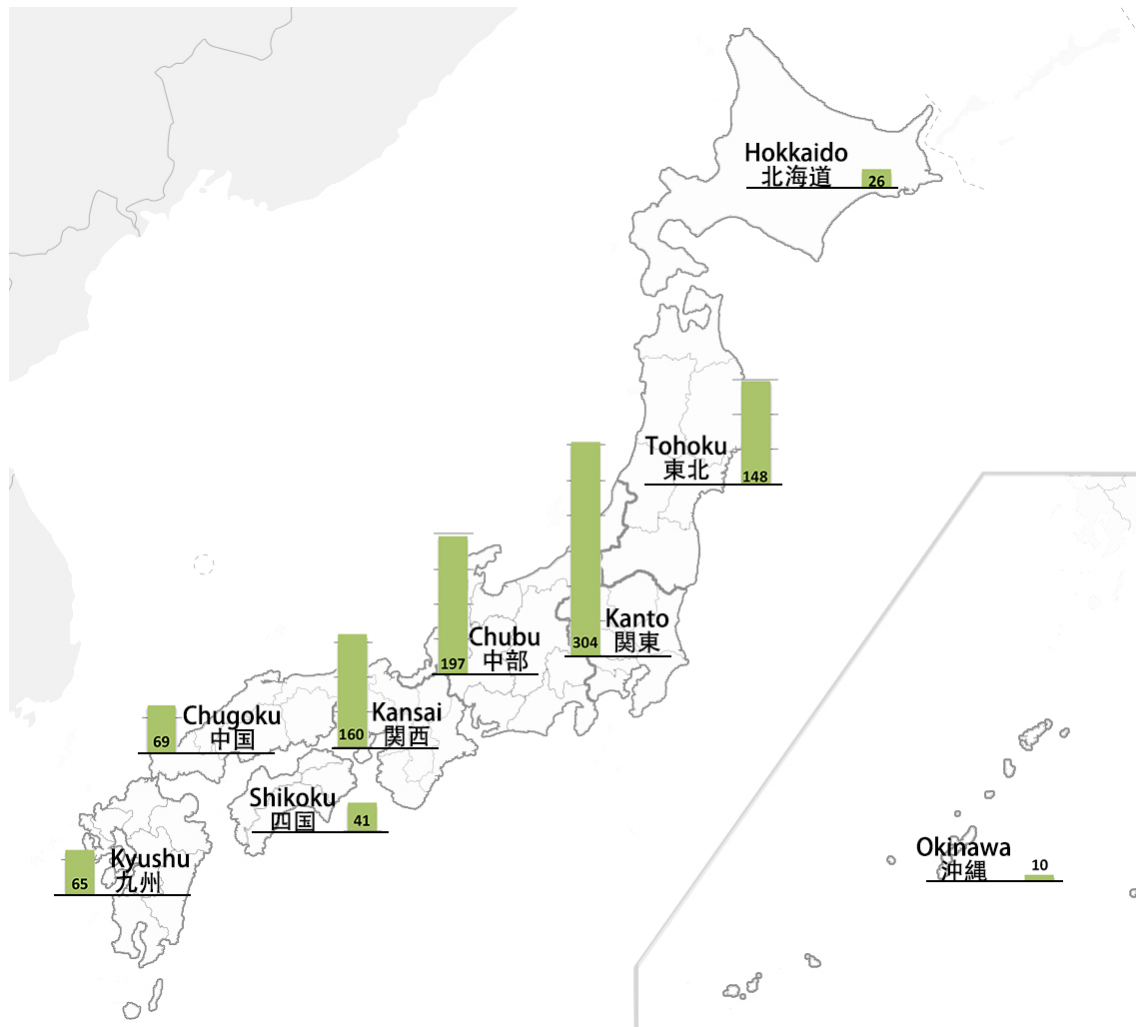 Hokkaido
北海道
26
Tohoku
東北
148
Kanto
関東
304
Chubu
中部
197
Kansai
関西
160
Chugoku
中国
69
Shikoku
四国
41
Kyushu
九州
65
Okinawa
沖縄
10